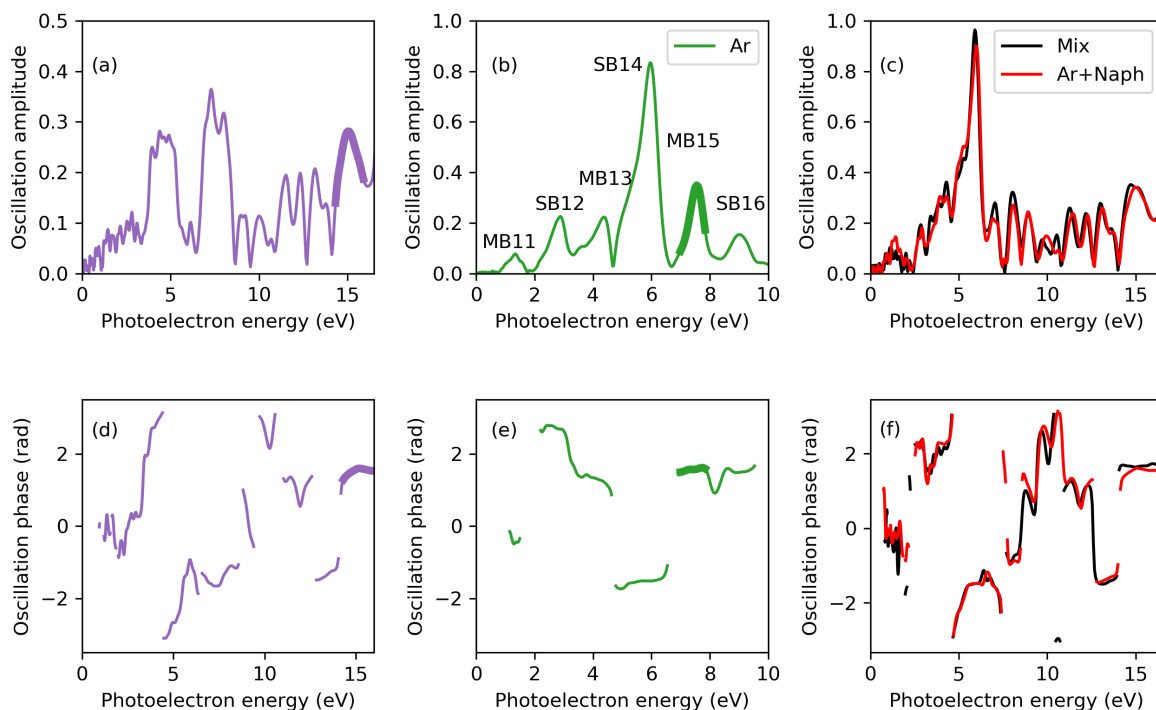 (a)
Oscillation amplitude
0.0
0.1
0.2
0.3
0.4
0.5
0
5
10
15
Photoelectron energy (eV)
(b)
Ar
SB14
MB15
MB13
SB12
SB16
MB11
Oscillation amplitude
0.0
0.2
0.4
0.6
0.8
1.0
0
2
4
6
8
10
Photoelectron energy (eV)
(c)
Mix
Ar+Naph
Oscillation amplitude
0.0
0.2
0.4
0.6
0.8
1.0
0
5
10
15
Photoelectron energy (eV)
(d)
Oscillation phase (rad)
2
0
−2
0
5
10
15
Photoelectron energy (eV)
(e)
Oscillation phase (rad)
2
0
−2
0
2
4
6
8
10
Photoelectron energy (eV)
(f)
Oscillation phase (rad)
2
0
−2
0
5
10
15
Photoelectron energy (eV)